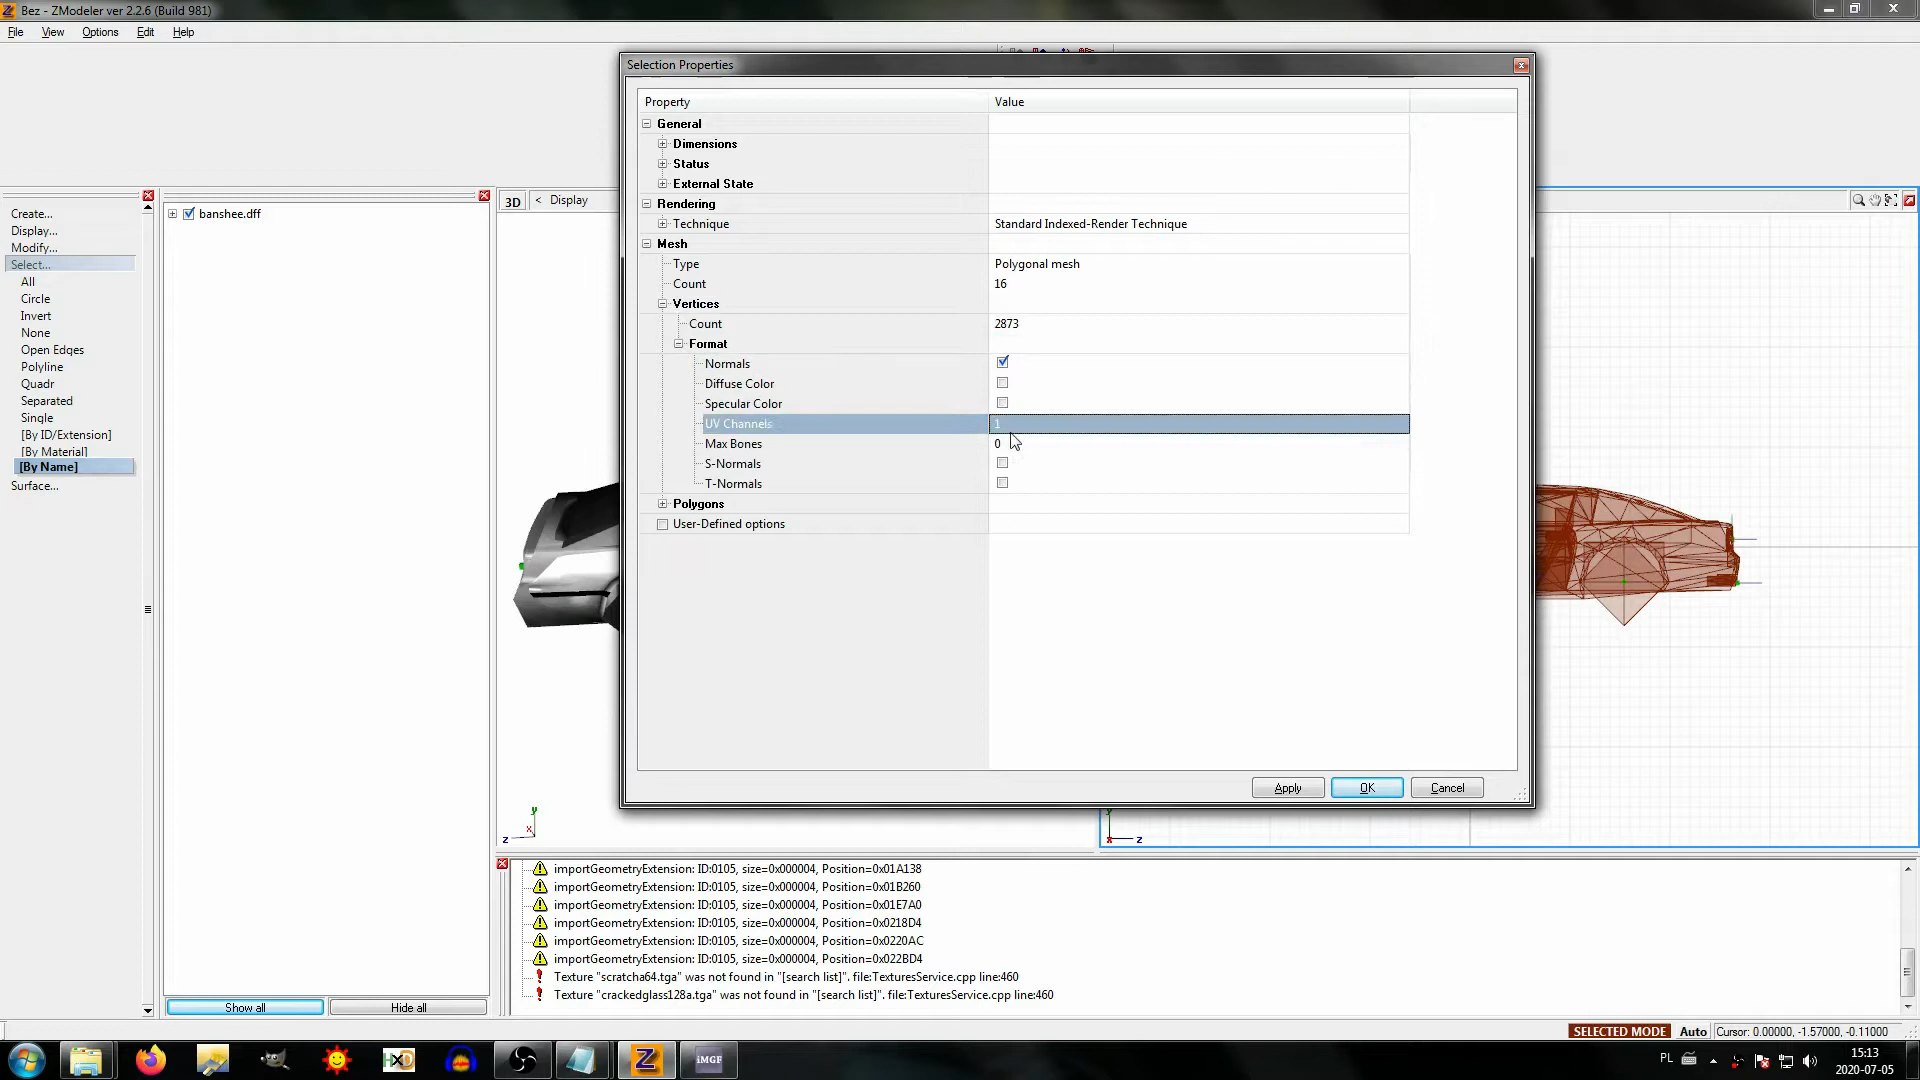 Bez - ZModeler ver 2.2.6 (Build 981)
File View Options Edit Help
Selection Properties
Property Value
General
Dimensions
Status
External State
Rendering
Technique Standard Indexed-Render Technique
Mesh
Type Polygonal mesh
Count 16
Vertices
Count 2873
Format
Normals
Diffuse Color
Specular Color
UV Channels 1
Max Bones 0
S-Normals
T-Normals
Polygons
User-Defined options
Apply OK Cancel
Create...
Display...
Modify...
Select...
All
Circle
Invert
None
Open Edges
Polyline
Quadr
Separated
Single
[By ID/Extension]
[By Material]
[By Name]
Surface...
banshee.dff
Show all Hide all
3D < Display
y
x
z
y
x z
importGeometryExtension: ID:0105, size=0x000004, Position=0x01A138
importGeometryExtension: ID:0105, size=0x000004, Position=0x01B260
importGeometryExtension: ID:0105, size=0x000004, Position=0x01E7A0
importGeometryExtension: ID:0105, size=0x000004, Position=0x0218D4
importGeometryExtension: ID:0105, size=0x000004, Position=0x0220AC
importGeometryExtension: ID:0105, size=0x000004, Position=0x022BD4
Texture "scratcha64.tga" was not found in "[search list]". file:TexturesService.cpp line:460
Texture "crackedglass128a.tga" was not found in "[search list]". file:TexturesService.cpp line:460
SELECTED MODE Auto Cursor: 0.00000, -1.57000, -0.11000
HxD
Z
iMGF
PL
15:13
2020-07-05